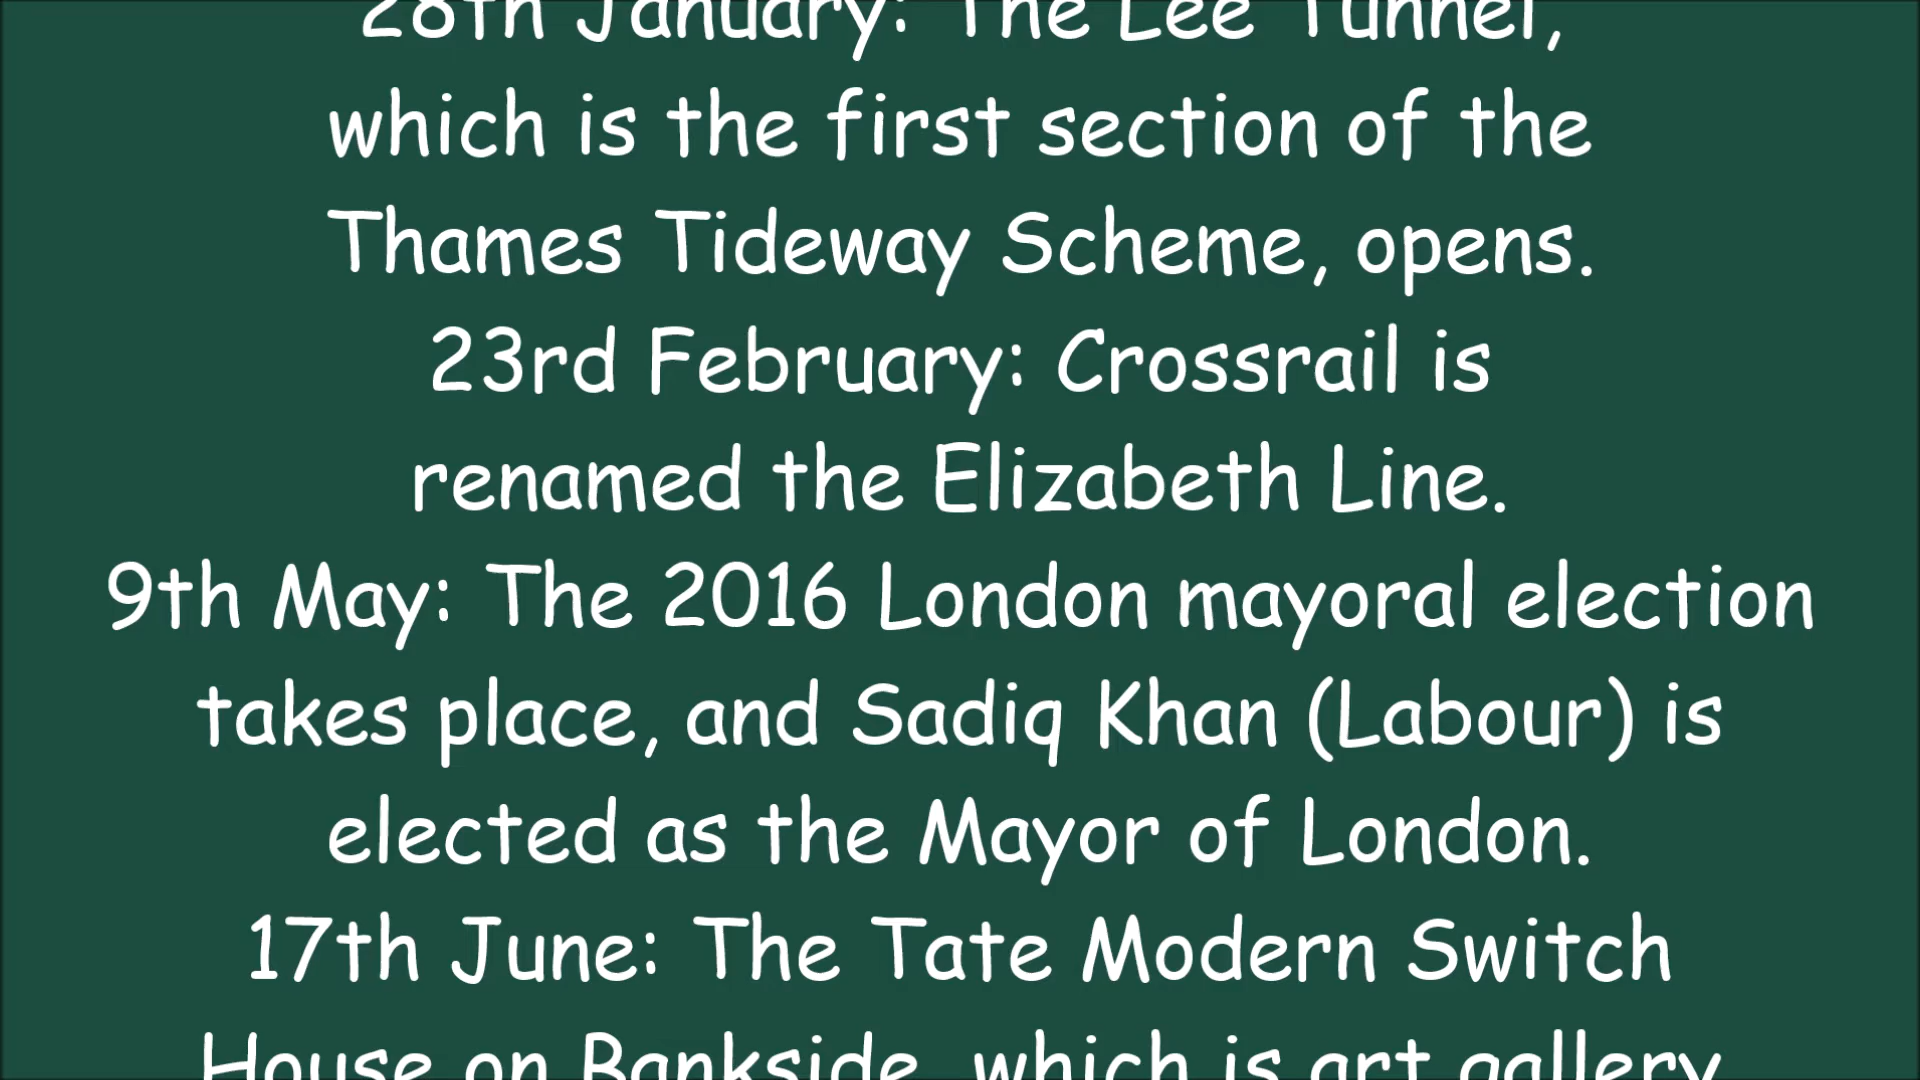 28th January: The Lee Tunnel,
which is the first section of the
Thames Tideway Scheme, opens.
23rd February: Crossrail is
renamed the Elizabeth Line.
9th May: The 2016 London mayoral election
takes place, and Sadiq Khan (Labour) is
elected as the Mayor of London.
17th June: The Tate Modern Switch
House on Bankside, which is art gallery